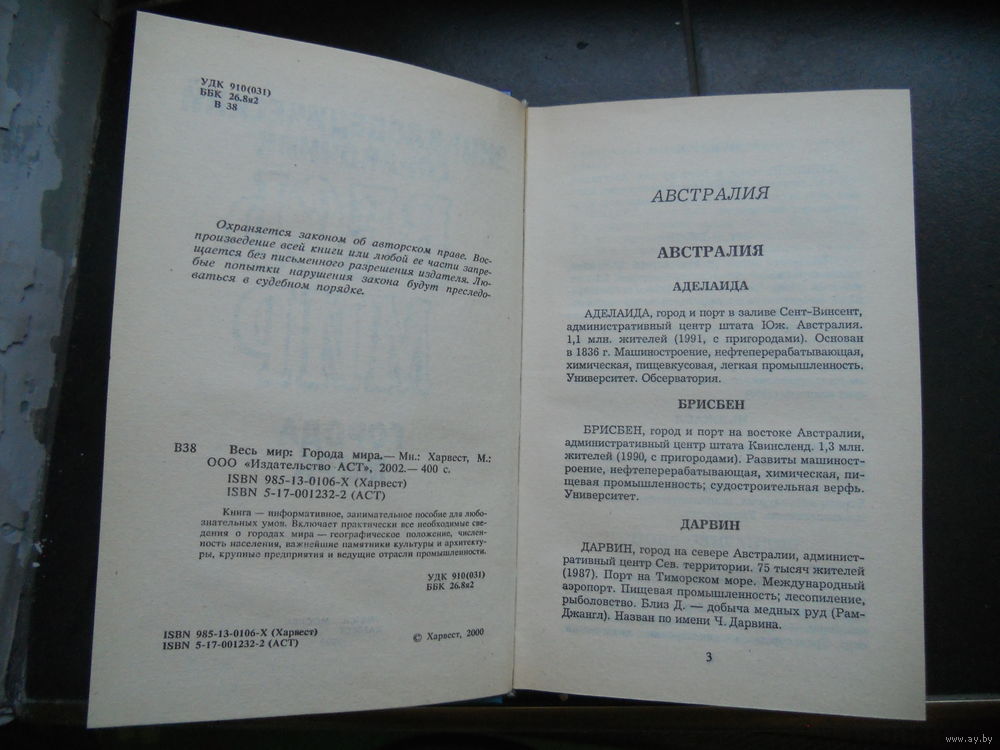 УДК 910(031)
ББК 26.8я2
В 38
Охраняется законом об авторском праве. Вос-
произведение всей книги или любой ее части запре-
щается без письменного разрешения издателя. Лю-
бые попытки нарушения закона будут преследо-
ваться в судебном порядке.
В38 Весь мир: Города мира.— Мн.: Харвест, М.:
ООО «Издательство АСТ», 2002.— 400 с.
ISBN 985-13-0106-X (Харвест)
ISBN 5-17-001232-2 (АСТ)
Книга — информативное, занимательное пособие для любо-
знательных умов. Включает практически все необходимые све-
дения о городах мира — географическое положение, числен-
ность населения, важнейшие памятники культуры и архитекту-
ры, крупные предприятия и ведущие отрасли промышленности.
УДК 910(031)
ББК 26.8я2
ISBN 985-13-0106-X (Харвест)
ISBN 5-17-001232-2 (АСТ)
© Харвест, 2000
АВСТРАЛИЯ
АВСТРАЛИЯ
АДЕЛАИДА
АДЕЛАИДА, город и порт в заливе Сент-Винсент,
административный центр штата Юж. Австралия.
1,1 млн. жителей (1991, с пригородами). Основан
в 1836 г. Машиностроение, нефтеперерабатывающая,
химическая, пищевкусовая, легкая промышленность.
Университет. Обсерватория.
БРИСБЕН
БРИСБЕН, город и порт на востоке Австралии,
административный центр штата Квинсленд. 1,3 млн.
жителей (1990, с пригородами). Развиты машиност-
роение, нефтеперерабатывающая, химическая, пи-
щевая промышленность; судостроительная верфь.
Университет.
ДАРВИН
ДАРВИН, город на севере Австралии, админист-
ративный центр Сев. территории. 75 тысяч жителей
(1987). Порт на Тиморском море. Международный
аэропорт. Пищевая промышленность; лесопиление,
рыболовство. Близ Д. — добыча медных руд (Рам-
Джангл). Назван по имени Ч. Дарвина.
3
www.ay.by